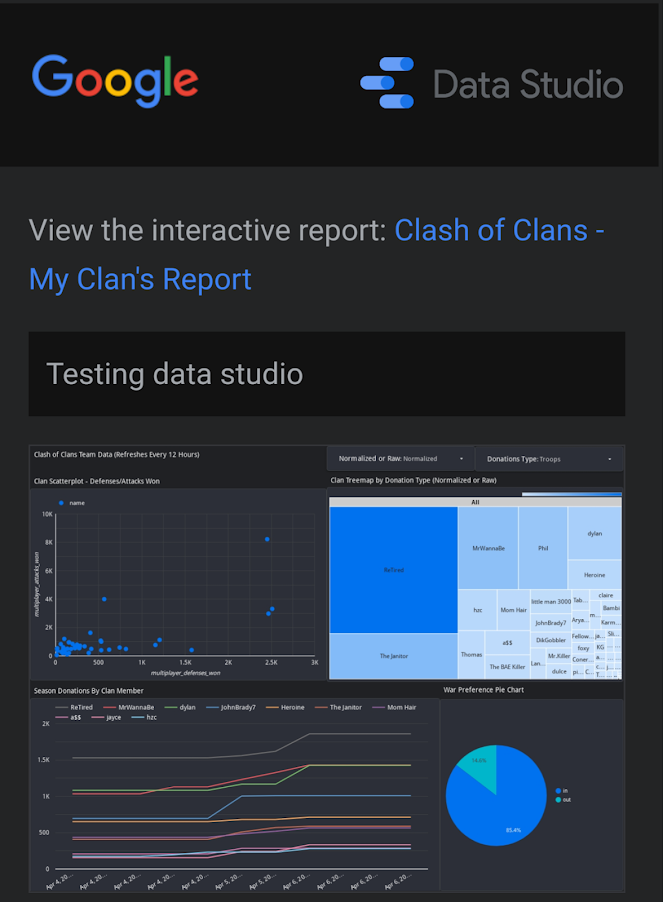 Google
Data Studio
View the interactive report: Clash of Clans -
My Clan's Report
Testing data studio
Clash of Clans Team Data (Refreshes Every 12 Hours)
Normalized or Raw: Normalized
Donations Type: Troops
Clan Scatterplot - Defenses/Attacks Won
name
10K
8K
6K
4K
2K
0
multiplayer_attacks_won
0 500 1K 1.5K 2K 2.5K 3K
multiplayer_defenses_won
Clan Treemap by Donation Type (Normalized or Raw)
All
ReTired
The Janitor
MrWannaBe
Phil
dylan
Heroine
hzc
Mom Hair
Thomas
a$$
The BAE Killer
little man 3000
Tab...
claire
Bambi
m...
JohnBrady7
Arya...
Karm...
DikGobbler
Fellow...
ja...
Sli...
Lan...
Mr.Killer
foxy
KG
Coner...
a...
dulce
pi...
C...
c...
T...
Season Donations By Clan Member
ReTired MrWannaBe dylan JohnBrady7 Heroine The Janitor Mom Hair
a$$ jayce hzc
2K
1.5K
1K
500
0
Apr 4, 20... Apr 4, 20... Apr 4, 20... Apr 4, 20... Apr 4, 20... Apr 5, 20... Apr 5, 20... Apr 6, 20... Apr 6, 20... Apr 6, 20... Apr 6, 20...
War Preference Pie Chart
14.6%
85.4%
in
out